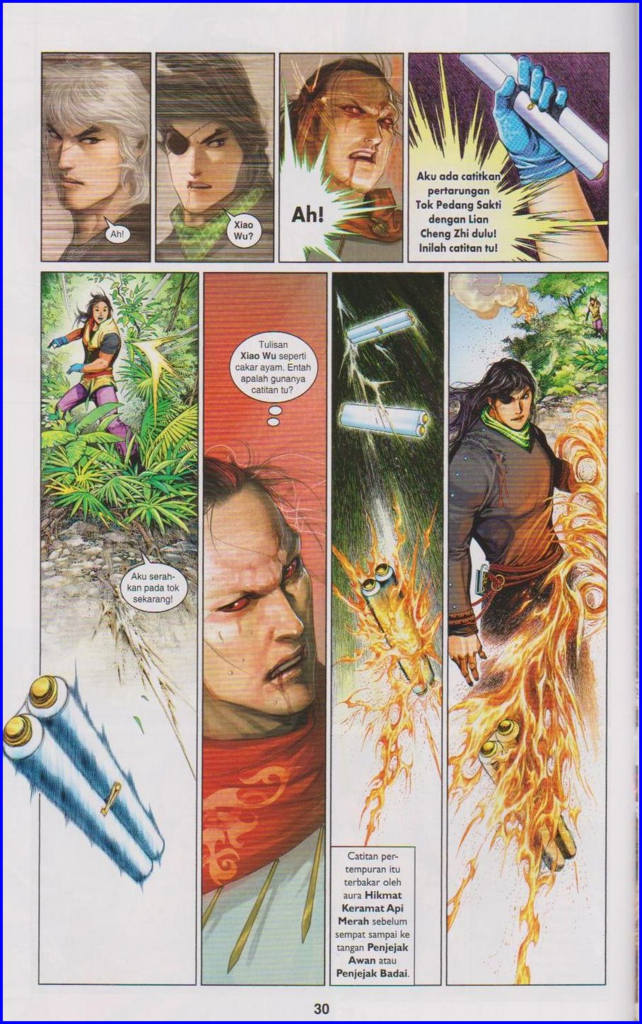 Ah!
Xiao
Wu?
Ah!
Aku ada catitkan
pertarungan
Tok Pedang Sakti
dengan Lian
Cheng Zhi dulu!
Inilah catitan tu!
Aku serah-
kan pada tok
sekarang!
Tulisan
Xiao Wu seperti
cakar ayam. Entah
apalah gunanya
catitan tu?
Catitan per-
tempuran itu
terbakar oleh
aura Hikmat
Keramat Api
Merah sebelum
sempat sampai ke
tangan Penjejak
Awan atau
Penjejak Badai.
30